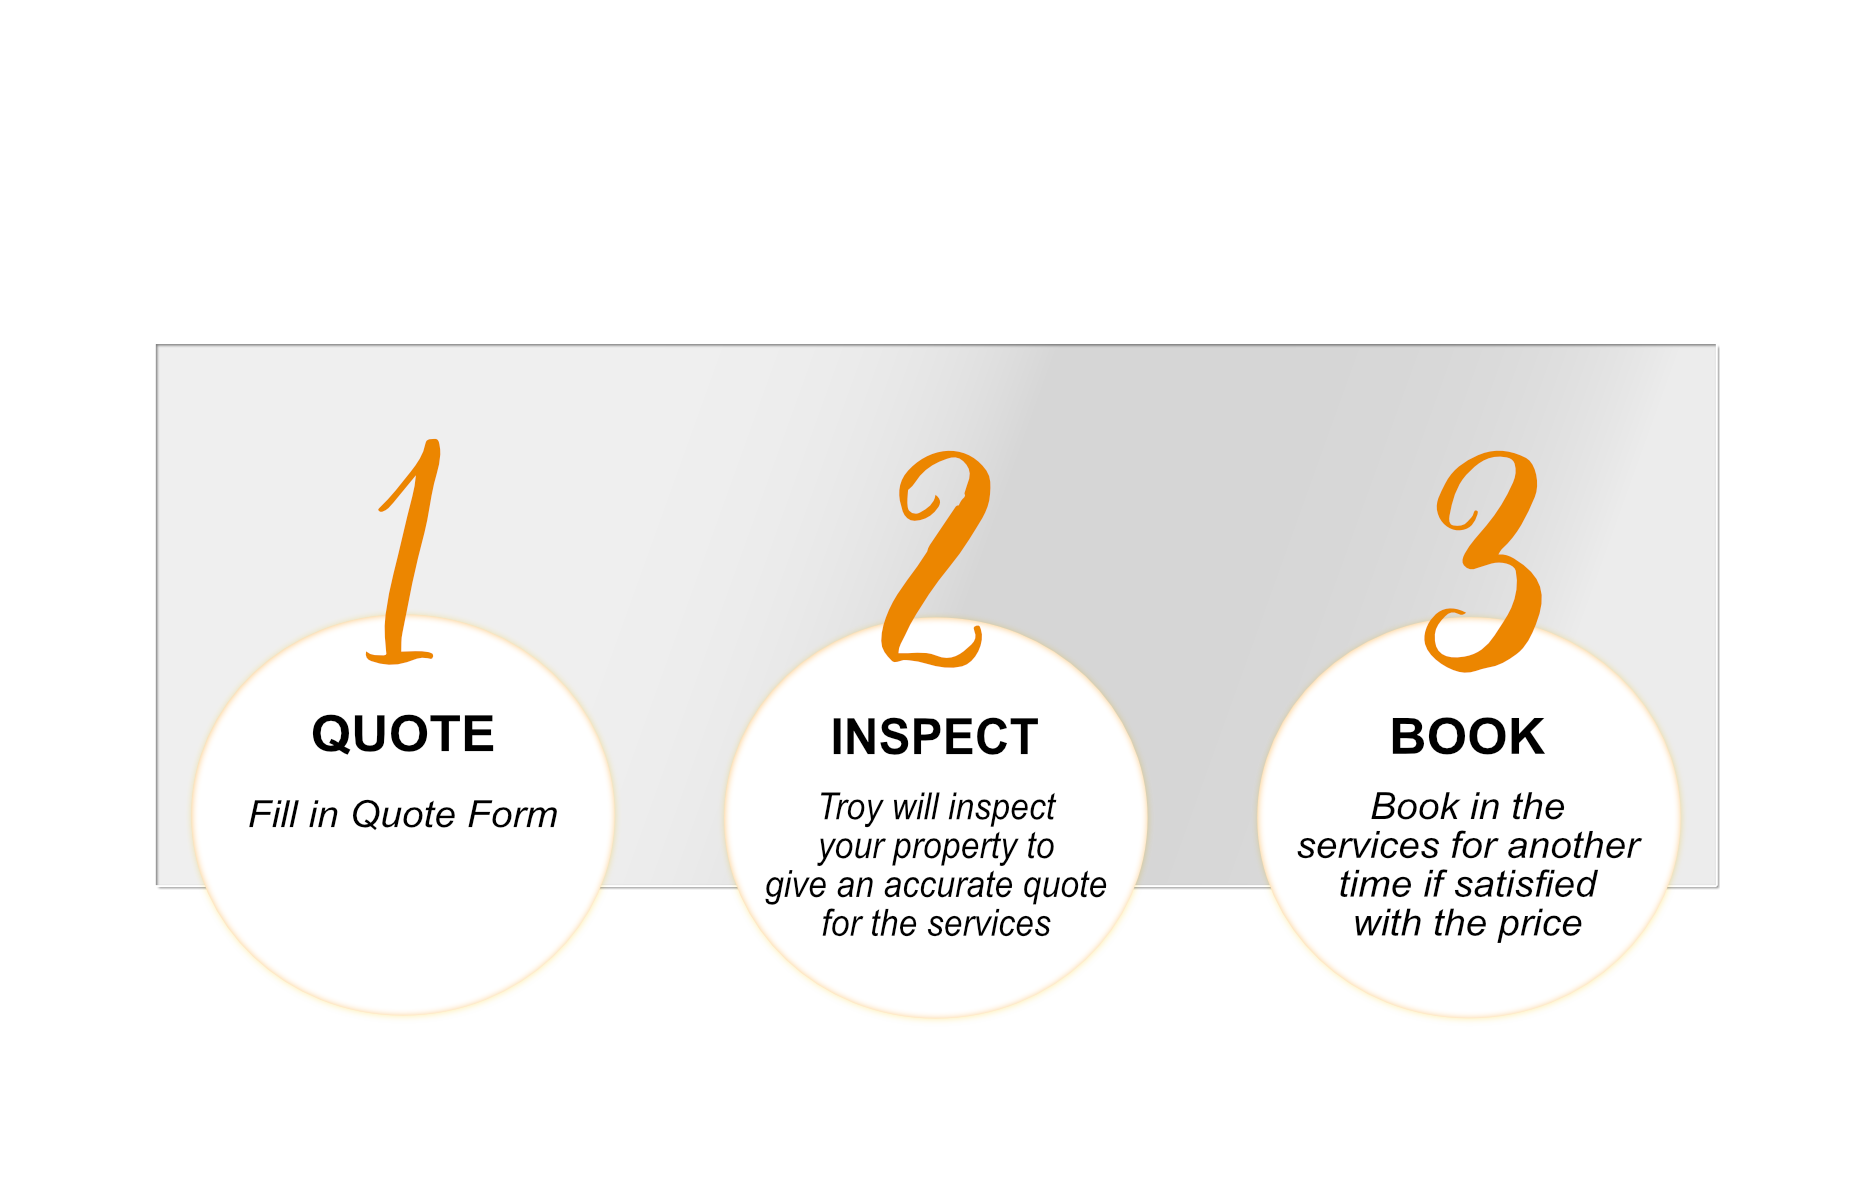 1
QUOTE
Fill in Quote Form
2
INSPECT
Troy will inspect
your property to
give an accurate quote
for the services
3
BOOK
Book in the
services for another
time if satisfied
with the price